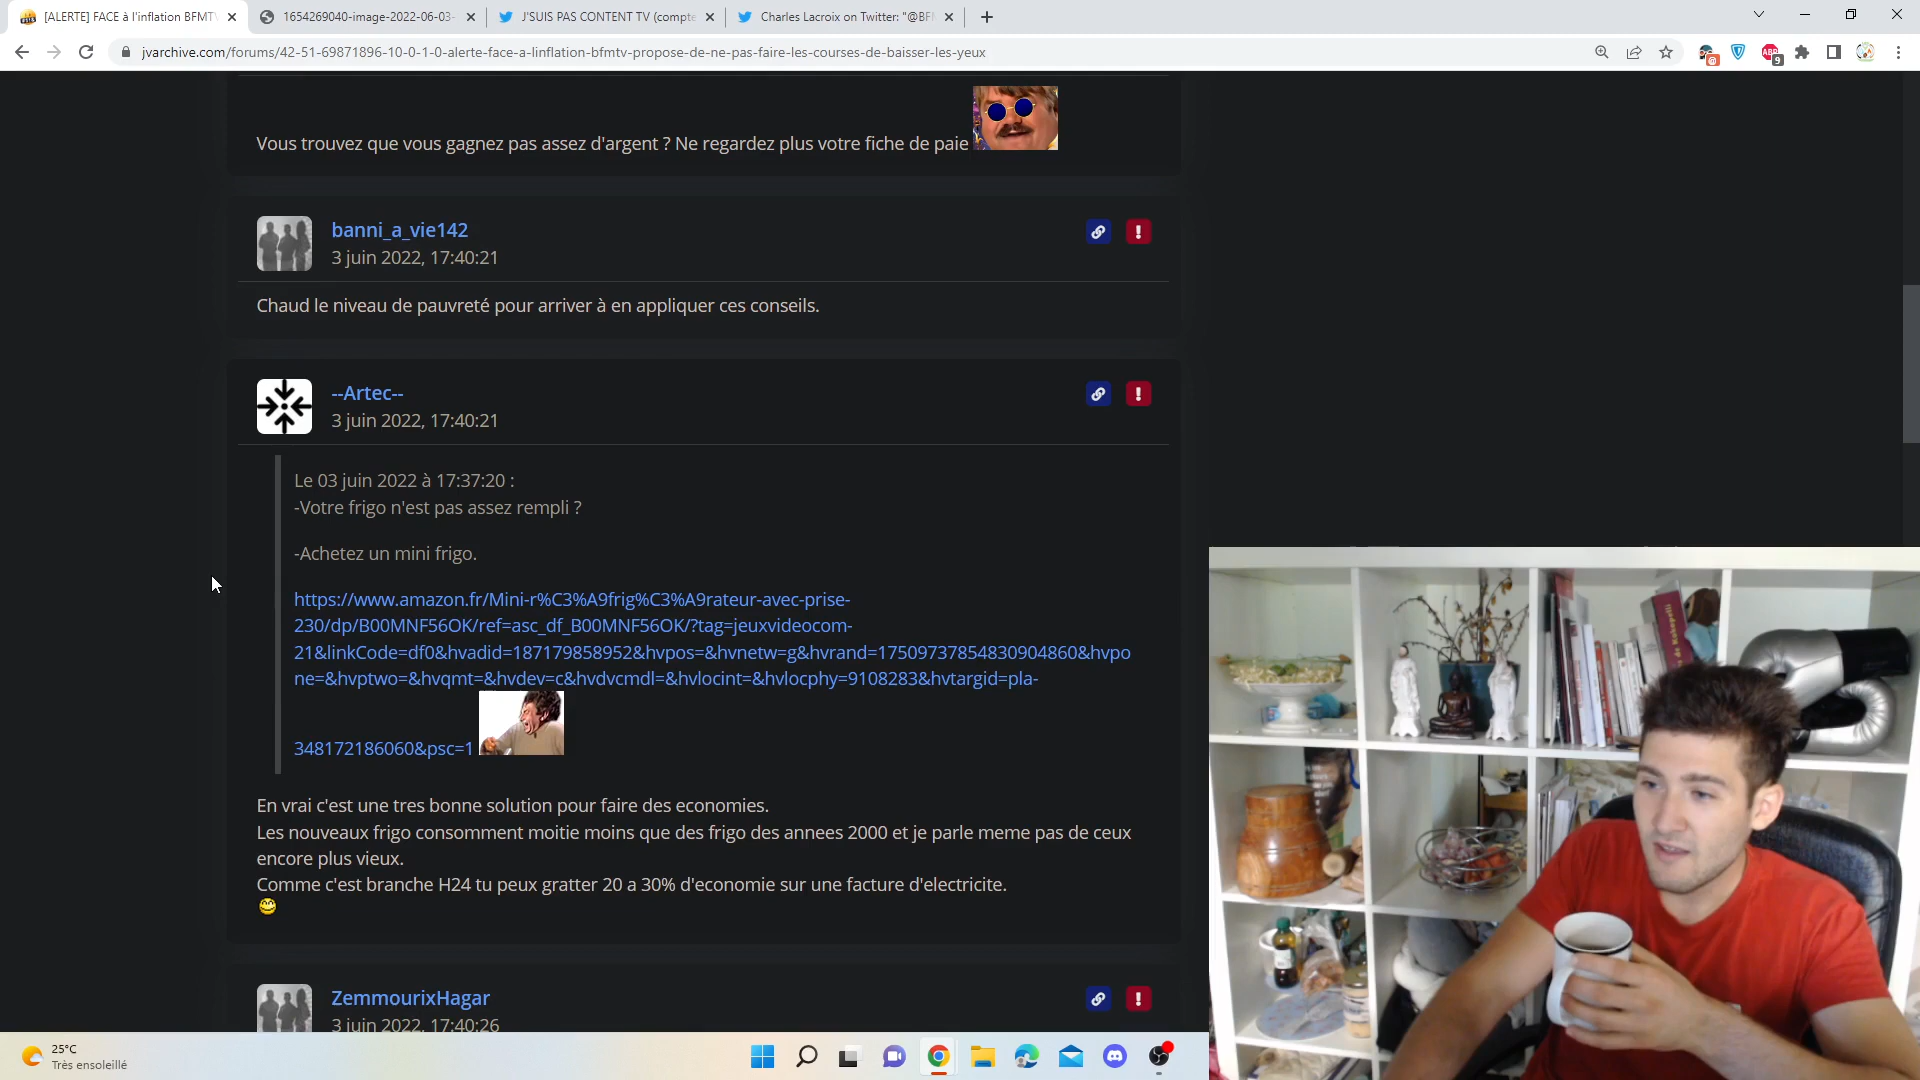 [ALERTE] FACE à l'inflation BFMTV
1654269040-image-2022-06-03-
J'SUIS PAS CONTENT TV (compte
Charles Lacroix on Twitter: "@BFM
jvarchive.com/forums/42-51-69871896-10-0-1-0-alerte-face-a-linflation-bfmtv-propose-de-ne-pas-faire-les-courses-de-baisser-les-yeux
Vous trouvez que vous gagnez pas assez d'argent ? Ne regardez plus votre fiche de paie
banni_a_vie142
3 juin 2022, 17:40:21
Chaud le niveau de pauvreté pour arriver à en appliquer ces conseils.
--Artec--
3 juin 2022, 17:40:21
Le 03 juin 2022 à 17:37:20 :
-Votre frigo n'est pas assez rempli ?
-Achetez un mini frigo.
https://www.amazon.fr/Mini-r%C3%A9frig%C3%A9rateur-avec-prise-
230/dp/B00MNF56OK/ref=asc_df_B00MNF56OK/?tag=jeuxvideocom-
21&linkCode=df0&hvadid=187179858952&hvpos=&hvnetw=g&hvrand=17509737854830904860&hvpo
ne=&hvptwo=&hvqmt=&hvdev=c&hvdvcmdl=&hvlocint=&hvlocphy=9108283&hvtargid=pla-
348172186060&psc=1
En vrai c'est une tres bonne solution pour faire des economies.
Les nouveaux frigo consomment moitie moins que des frigo des annees 2000 et je parle meme pas de ceux
encore plus vieux.
Comme c'est branche H24 tu peux gratter 20 a 30% d'economie sur une facture d'electricite.
ZemmourixHagar
3 juin 2022, 17:40:26
25°C
Très ensoleillé